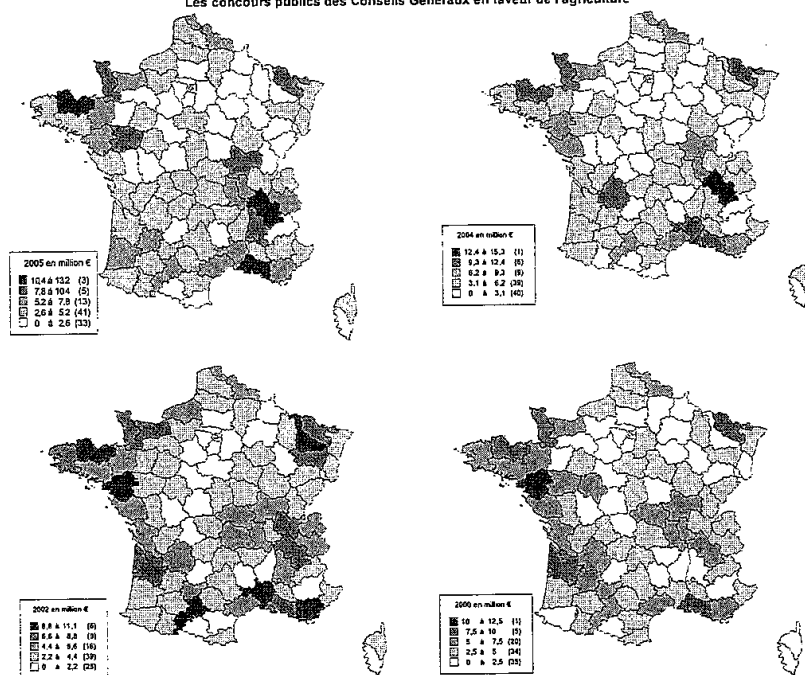 Les concours publics des Conseils Généraux en faveur de l'agriculture
2005 en million €
10,4 à 132 (3)
7,8 à 104 (5)
5,2 à 7,8 (13)
2,6 à 5,2 (41)
0 à 2,6 (33)
2004 en million €
12,4 à 15,3 (1)
9,3 à 12,4 (6)
6,2 à 9,3 (9)
3,1 à 6,2 (39)
0 à 3,1 (40)
2002 en million €
8,8 à 11,1 (6)
6,6 à 8,8 (9)
4,4 à 6,6 (16)
2,2 à 4,4 (39)
0 à 2,2 (25)
2000 en million €
10 à 12,5 (1)
7,5 à 10 (5)
5 à 7,5 (20)
2,5 à 5 (34)
0 à 2,5 (35)